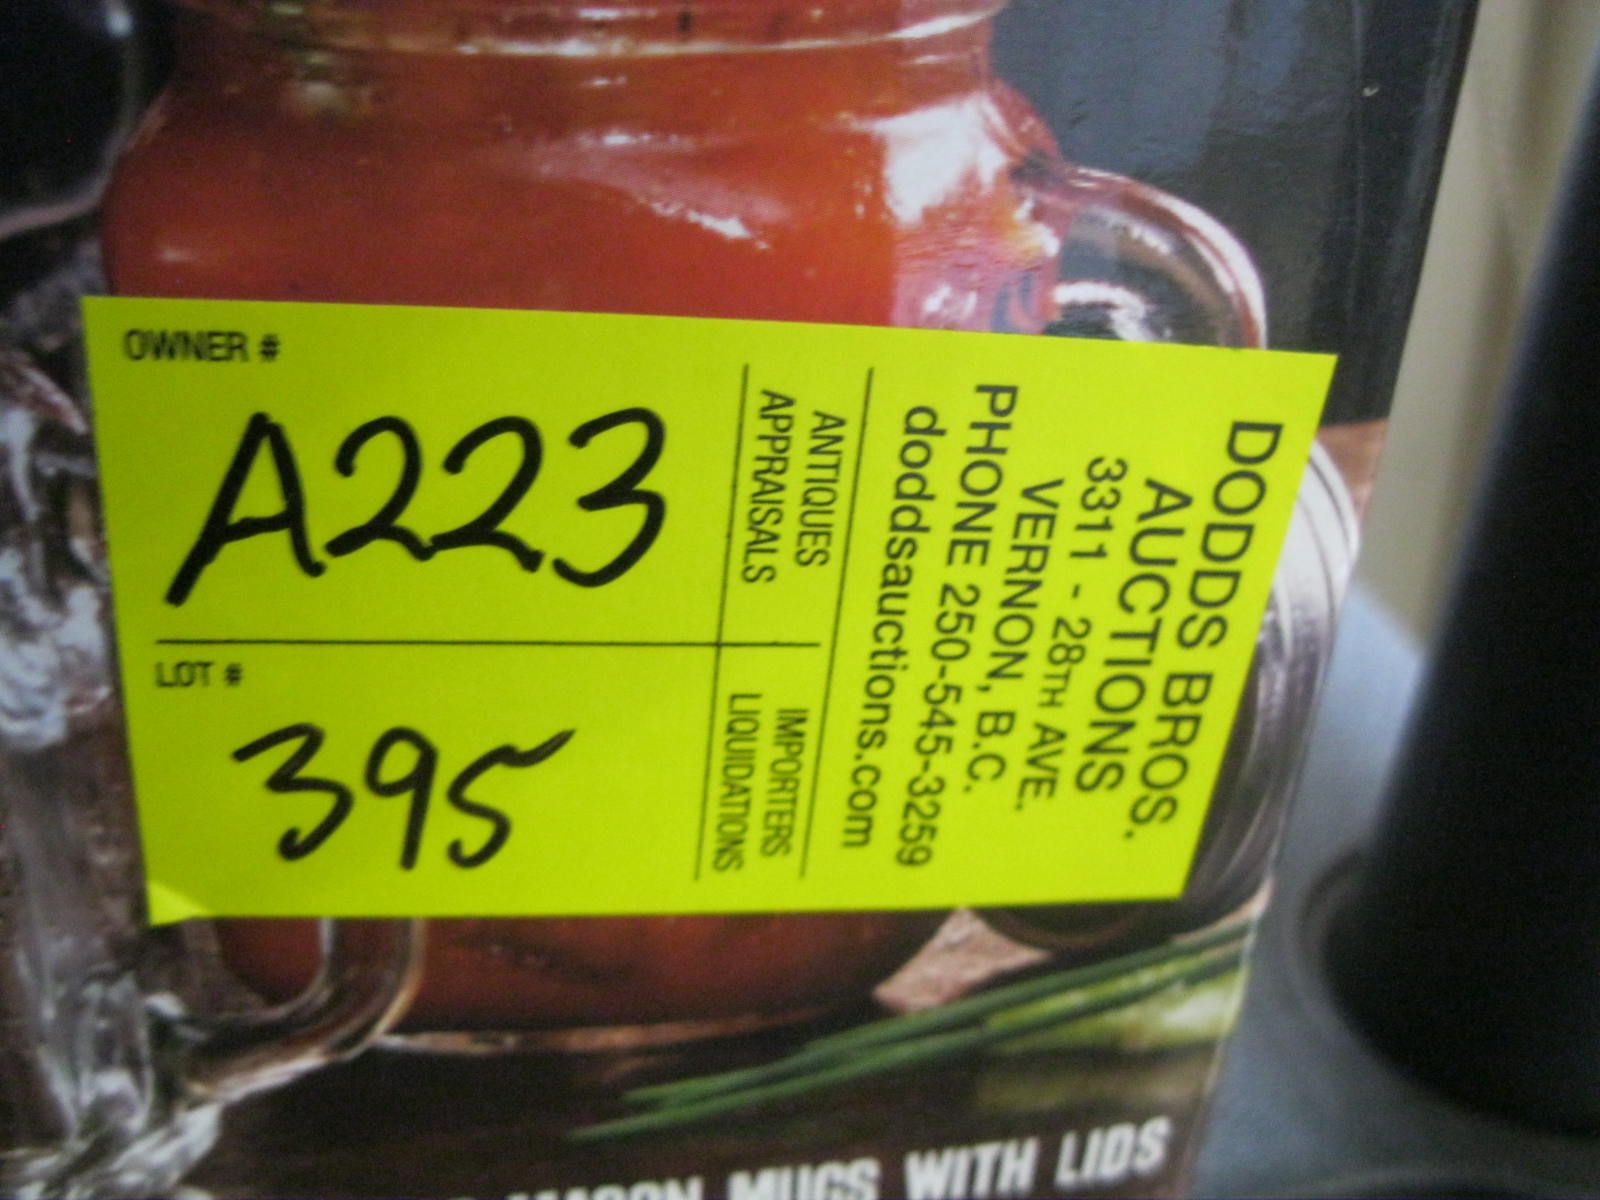 OWNER #
A223
LOT #
395
ANTIQUES
APPRAISALS
IMPORTERS
LIQUIDATIONS
DODDS BROS.
AUCTIONS
3311 - 28TH AVE.
VERNON, B.C.
PHONE 250-545-3259
doddsauctions.com
MASON MUGS WITH LIDS